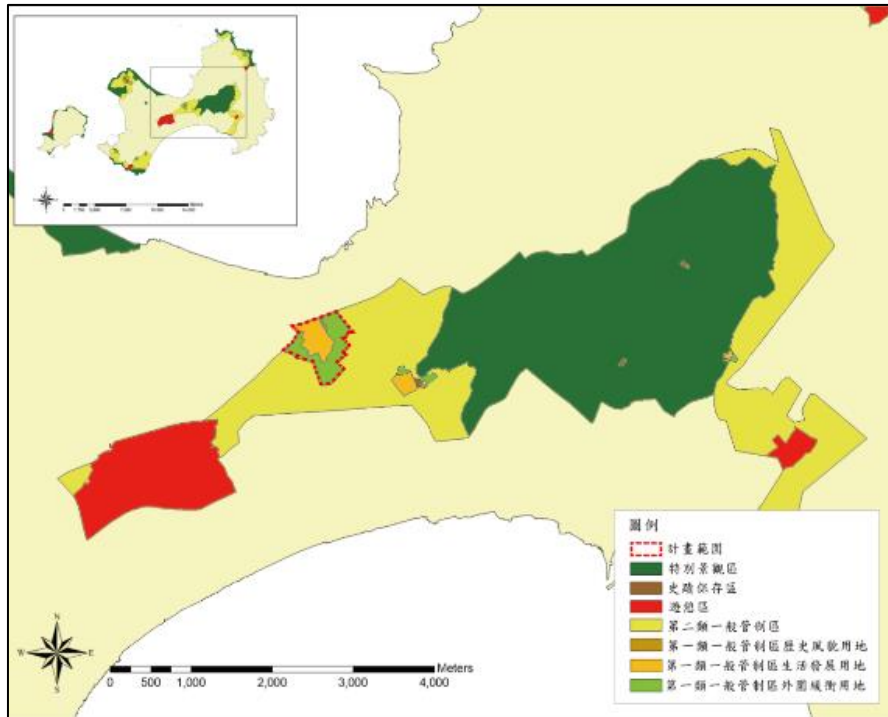 N
W
E
S
0
500
1,000
2,000
3,000
4,000
Meters
圖例
計畫範圍
特別景觀區
史蹟保存區
遊憩區
第二類一般管制區
第一類一般管制區歷史風貌用地
第一類一般管制區生活發展用地
第一類一般管制區外圍緩衝用地